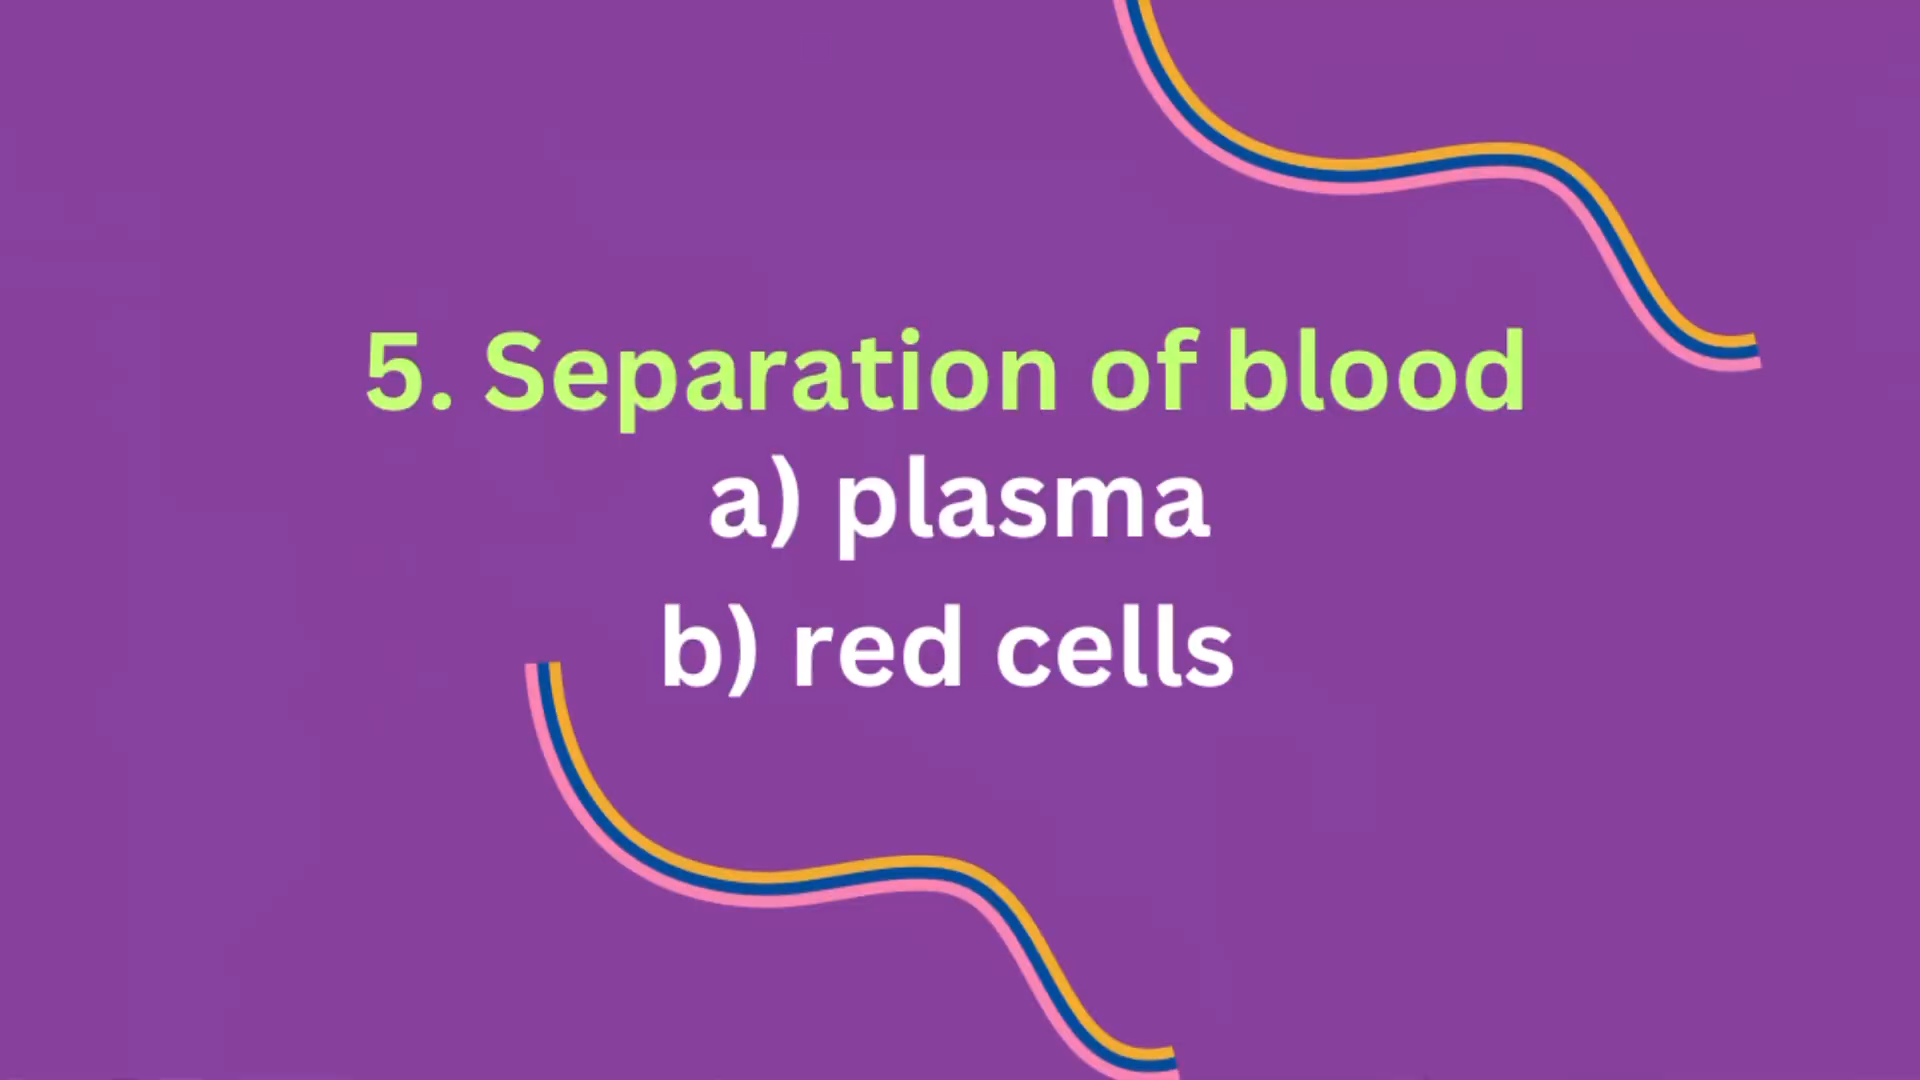 5. Separation of blood
a) plasma
b) red cells